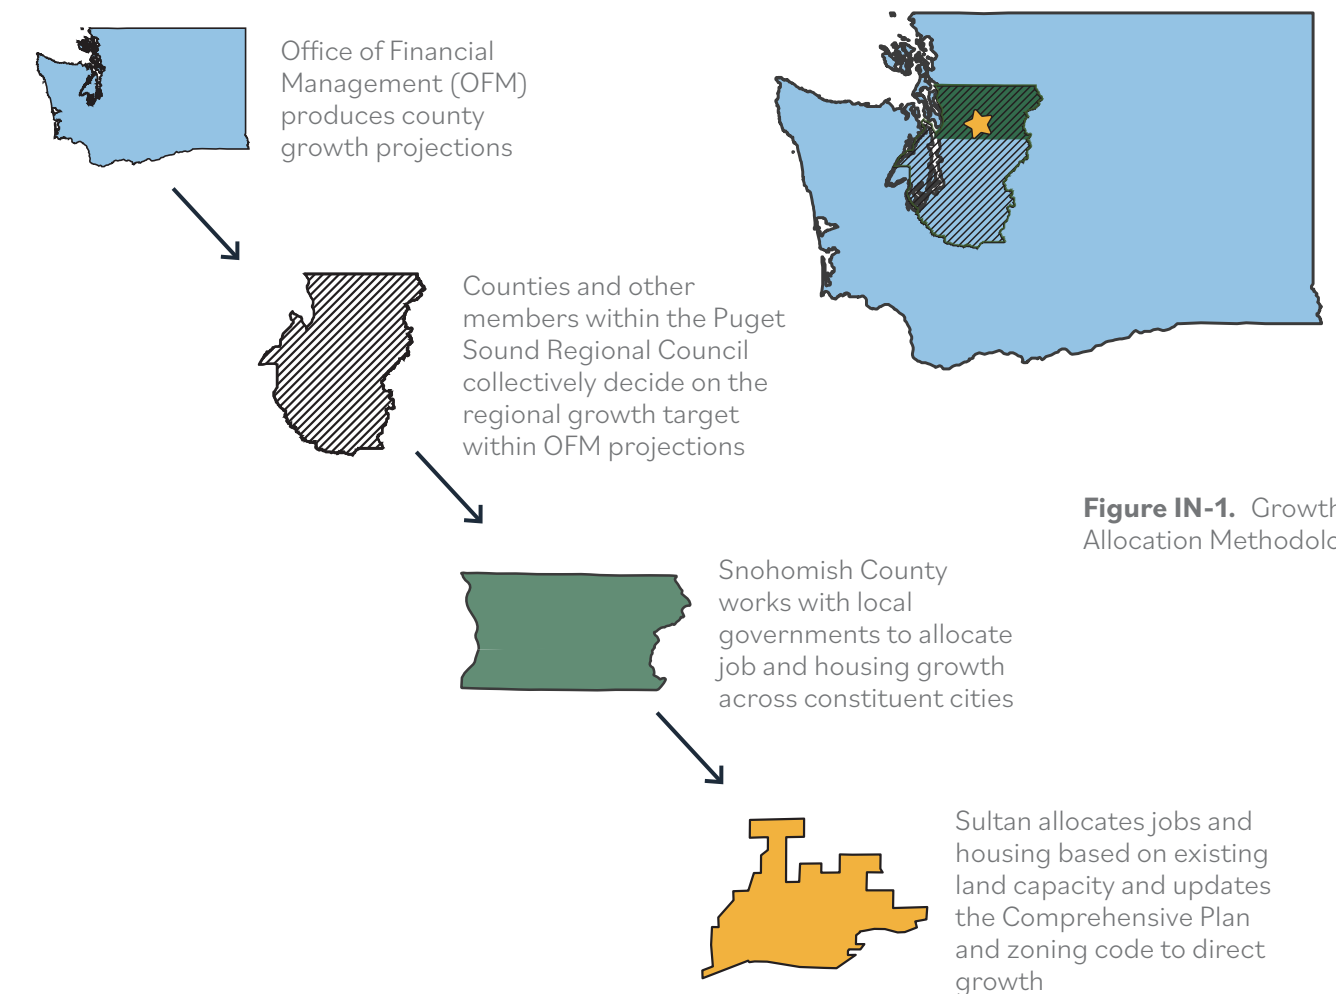 Office of Financial
Management (OFM)
produces county
growth projections
Counties and other
members within the Puget
Sound Regional Council
collectively decide on the
regional growth target
within OFM projections
Figure IN-1. Growth
Allocation Methodolo
Snohomish County
works with local
governments to allocate
job and housing growth
across constituent cities
Sultan allocates jobs and
housing based on existing
land capacity and updates
the Comprehensive Plan
and zoning code to direct
growth